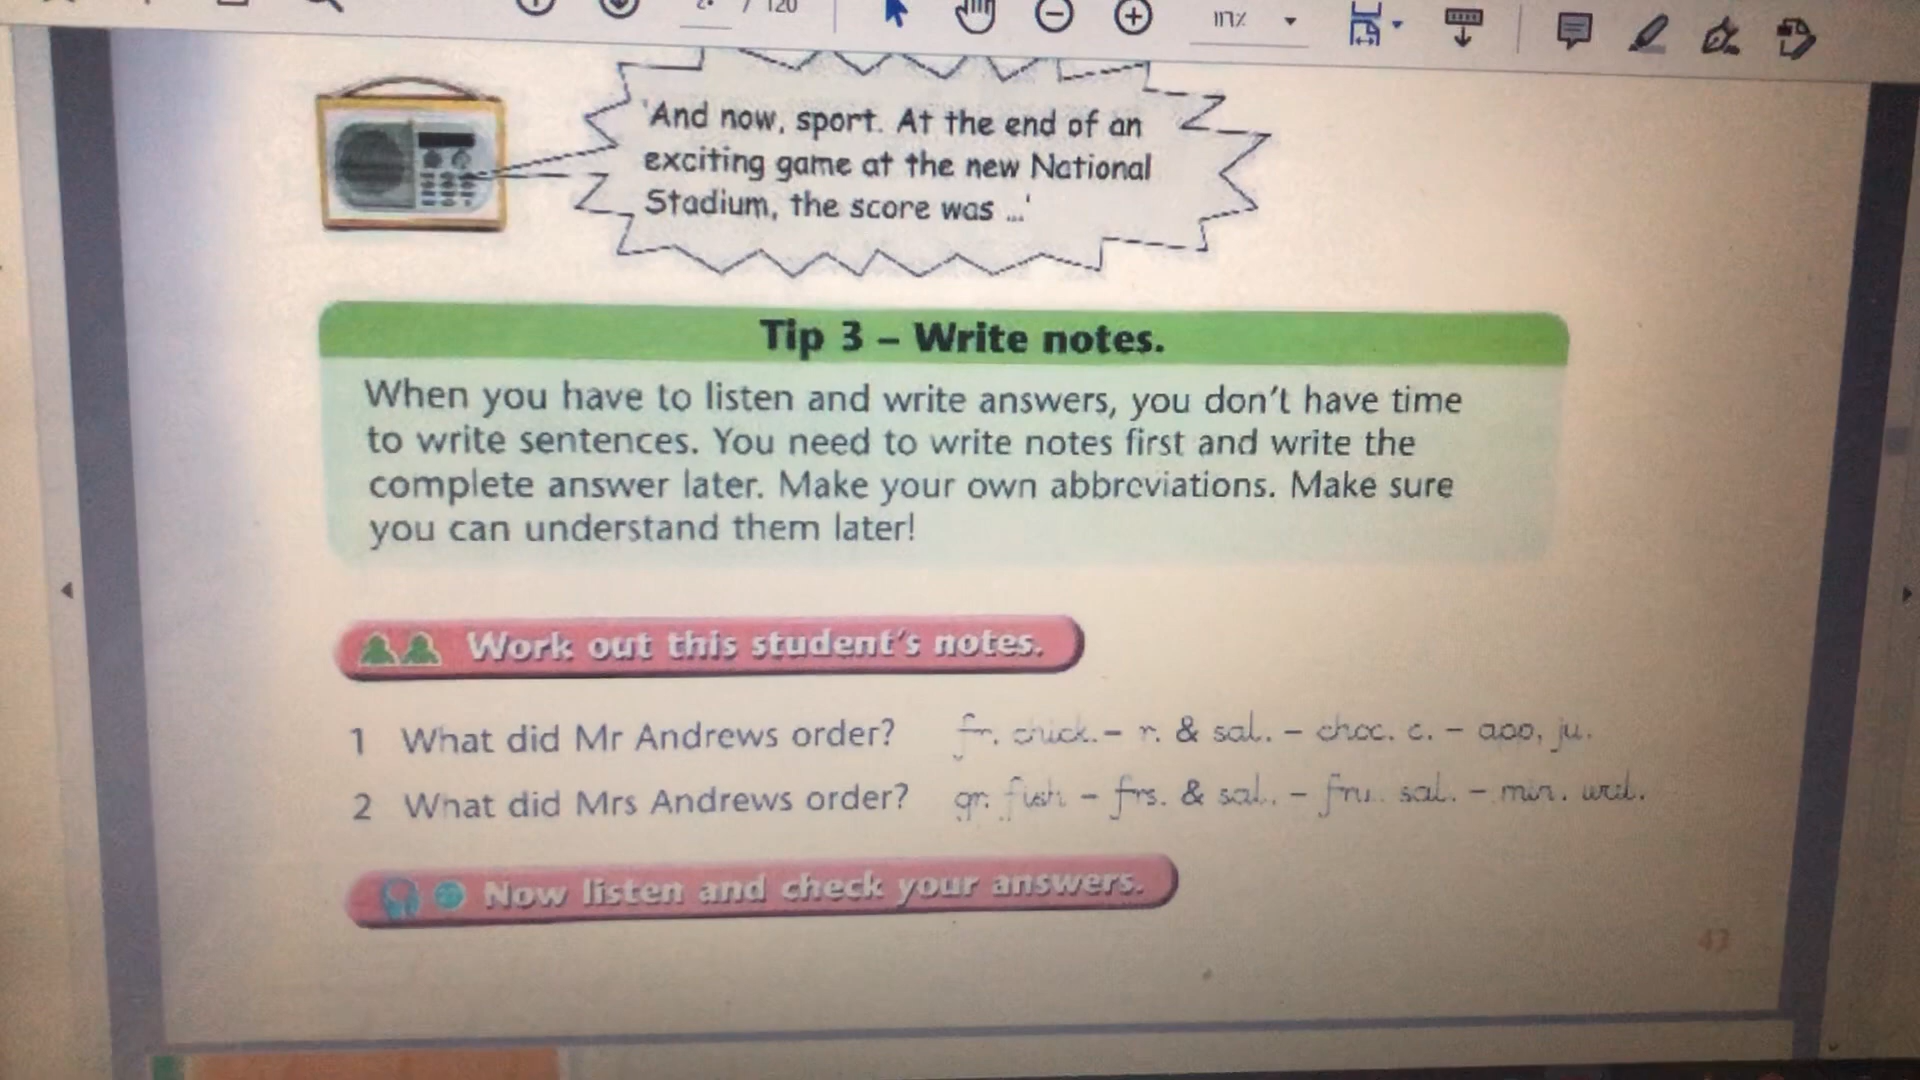 / 120
117%
'And now, sport. At the end of an
exciting game at the new National
Stadium, the score was ...'
Tip 3 – Write notes.
When you have to listen and write answers, you don't have time
to write sentences. You need to write notes first and write the
complete answer later. Make your own abbreviations. Make sure
you can understand them later!
Work out this student's notes.
1 What did Mr Andrews order? fr. chick. – r. & sal. – choc. c. – app. ju.
2 What did Mrs Andrews order? gr. fish – frs. & sal. – fru. sal. – min. wtd.
Now listen and check your answers.
43